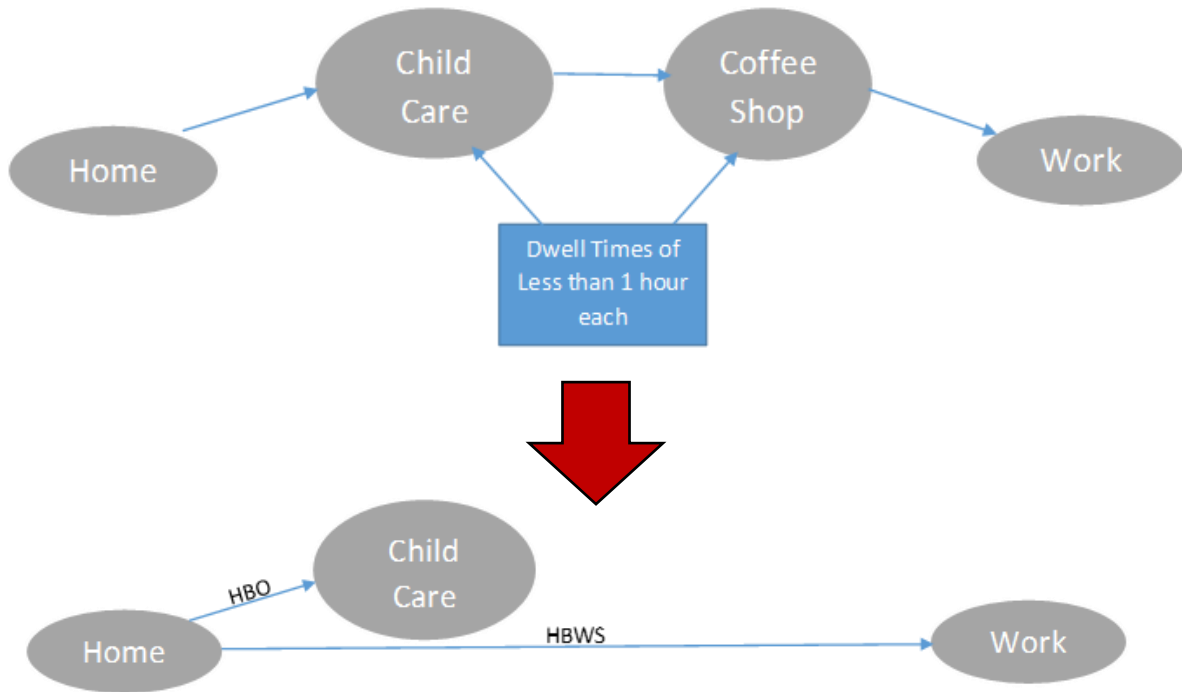 Child
Care
Coffee
Shop
Home
Work
Dwell Times of
Less than 1 hour
each
Child
Care
HBO
HBWS
Home
Work